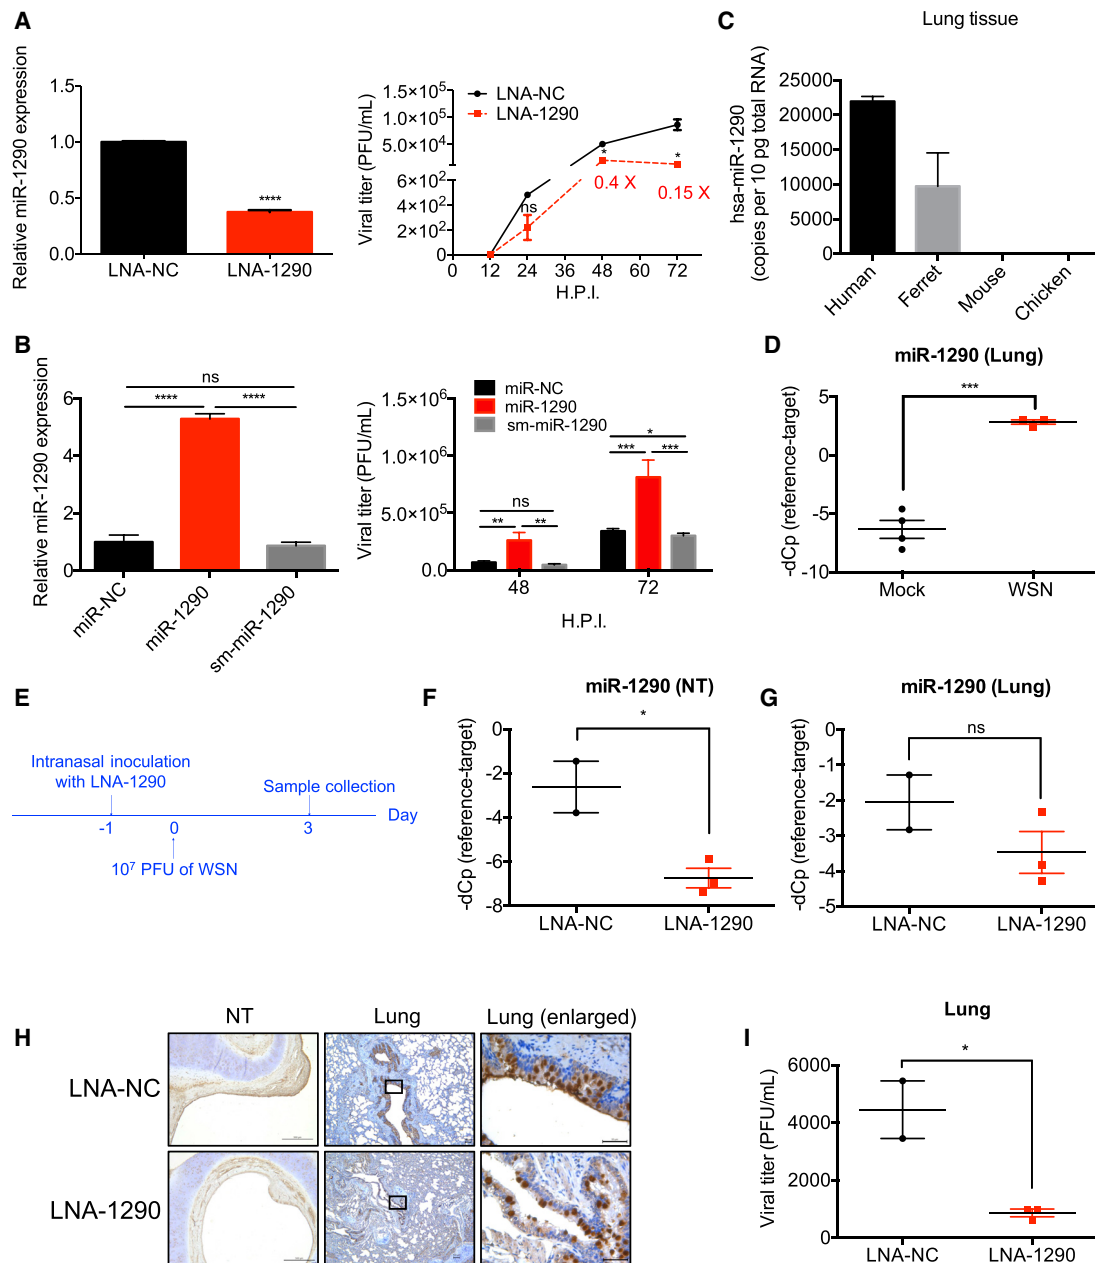 A
Relative miR-1290 expression
1.5
1.0
0.5
0.0
****
LNA-NC
LNA-1290
Viral titer (PFU/mL)
1.5×10⁵
1.0×10⁵
5.0×10⁴
6×10²
4×10²
2×10²
0
LNA-NC
LNA-1290
ns
*
*
0.4 X
0.15 X
0
12
24
36
48
60
72
H.P.I.
C
Lung tissue
hsa-miR-1290
(copies per 10 pg total RNA)
25000
20000
15000
10000
5000
0
Human
Ferret
Mouse
Chicken
B
Relative miR-1290 expression
6
4
2
0
ns
****
****
miR-NC
miR-1290
sm-miR-1290
Viral titer (PFU/mL)
1.5×10⁶
1.0×10⁶
5.0×10⁵
0.0
miR-NC
miR-1290
sm-miR-1290
ns
**
**
*
***
***
48
72
H.P.I.
D
miR-1290 (Lung)
-dCp (reference-target)
5
0
-5
-10
***
Mock
WSN
E
Intranasal inoculation
with LNA-1290
Sample collection
Day
-1
0
3
10⁷ PFU of WSN
F
miR-1290 (NT)
-dCp (reference-target)
0
-2
-4
-6
-8
*
LNA-NC
LNA-1290
G
miR-1290 (Lung)
-dCp (reference-target)
0
-1
-2
-3
-4
-5
ns
LNA-NC
LNA-1290
H
NT
Lung
Lung (enlarged)
LNA-NC
LNA-1290
I
Lung
Viral titer (PFU/mL)
6000
4000
2000
0
*
LNA-NC
LNA-1290